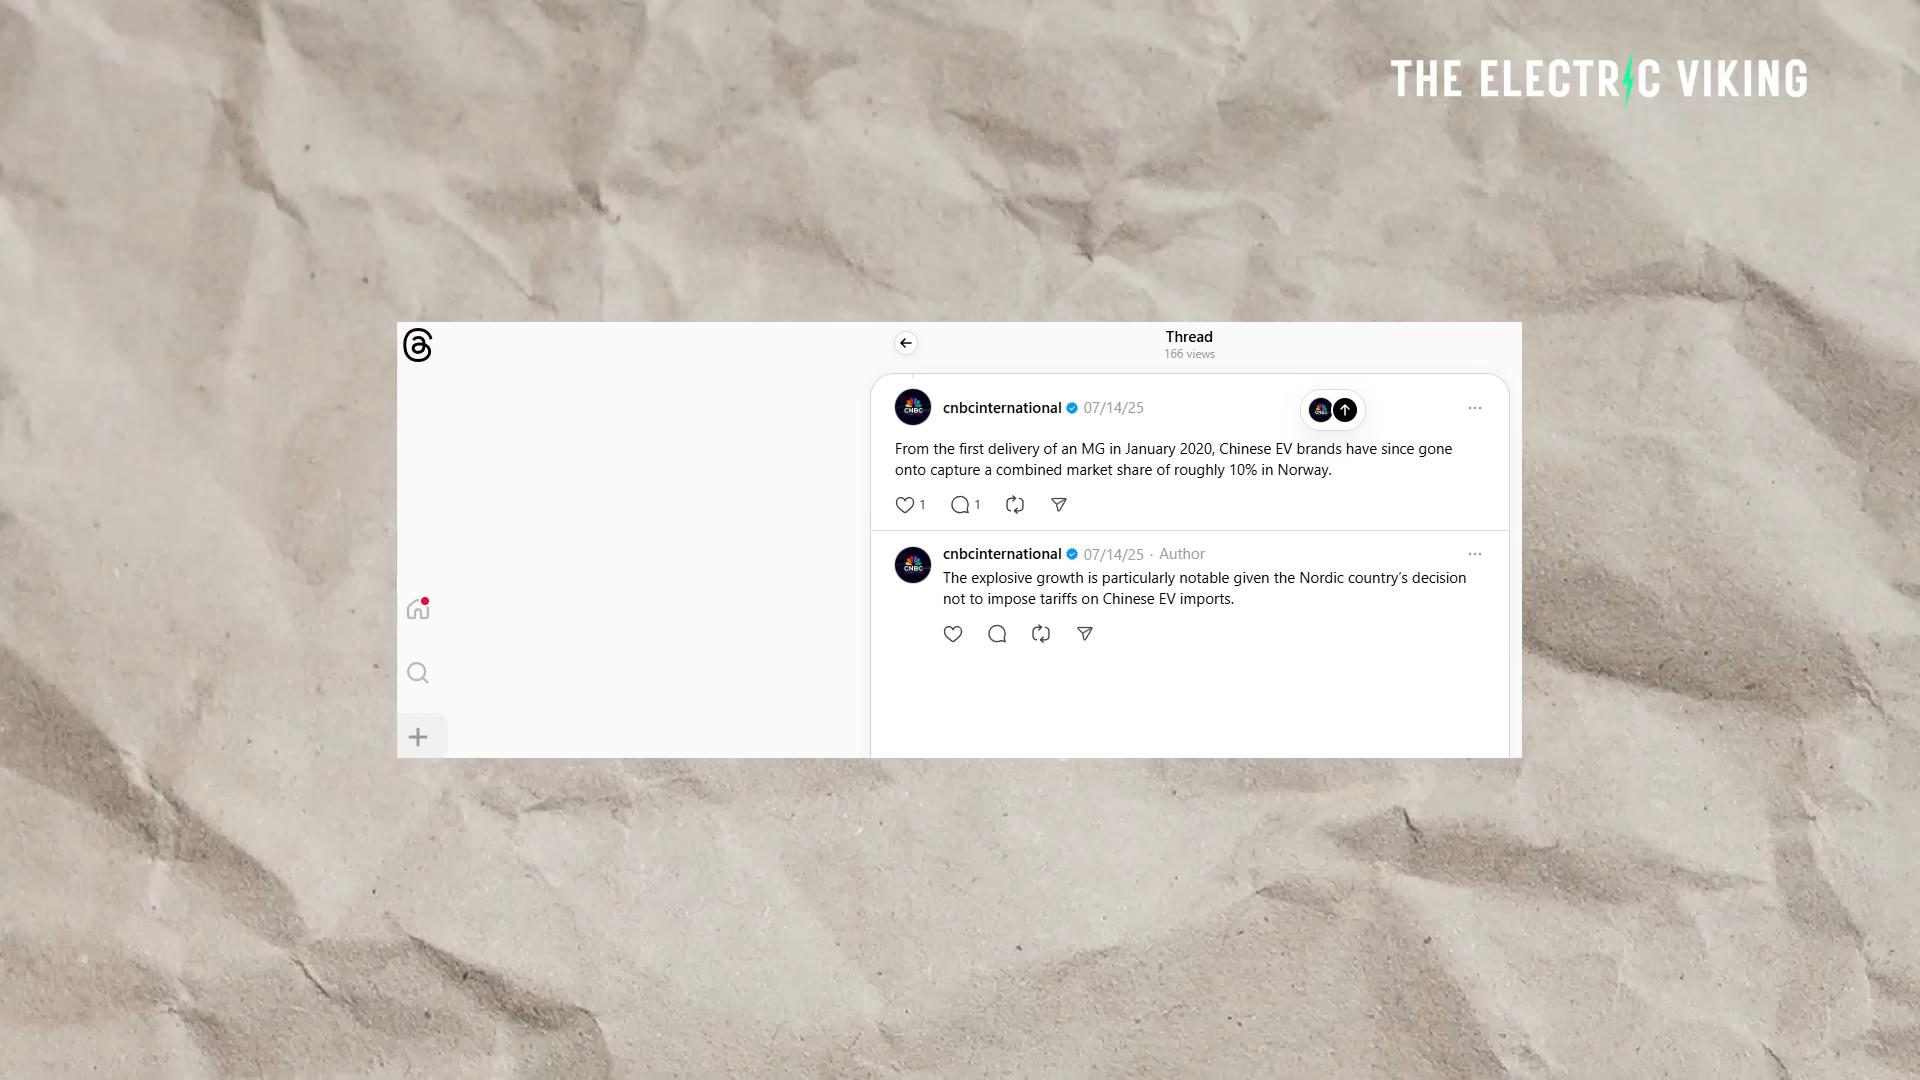 THE ELECTRIC VIKING
Thread
166 views
cnbcinternational 07/14/25
From the first delivery of an MG in January 2020, Chinese EV brands have since gone
onto capture a combined market share of roughly 10% in Norway.
1 1
cnbcinternational 07/14/25 · Author
The explosive growth is particularly notable given the Nordic country’s decision
not to impose tariffs on Chinese EV imports.